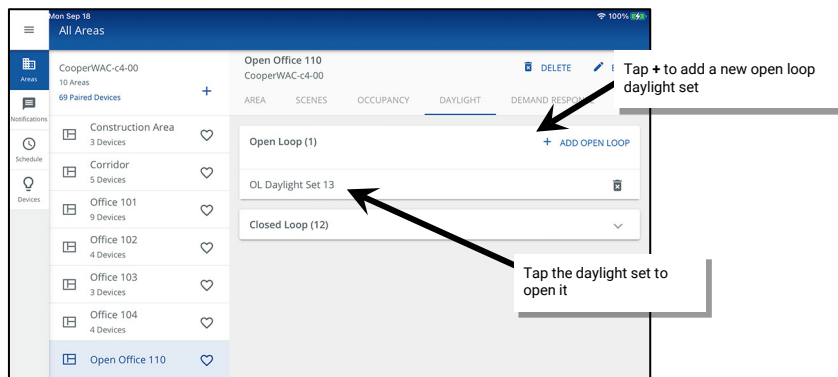 Mon Sep 18
100%
All Areas
Areas
Notifications
Schedule
Devices
CooperWAC-c4-00
10 Areas
69 Paired Devices
+
Construction Area
3 Devices
Corridor
5 Devices
Office 101
9 Devices
Office 102
4 Devices
Office 103
3 Devices
Office 104
4 Devices
Open Office 110
Open Office 110
CooperWAC-c4-00
DELETE
AREA SCENES OCCUPANCY DAYLIGHT DEMAND RESPONSE
Open Loop (1)
+ ADD OPEN LOOP
OL Daylight Set 13
Closed Loop (12)
Tap + to add a new open loop
daylight set
Tap the daylight set to
open it